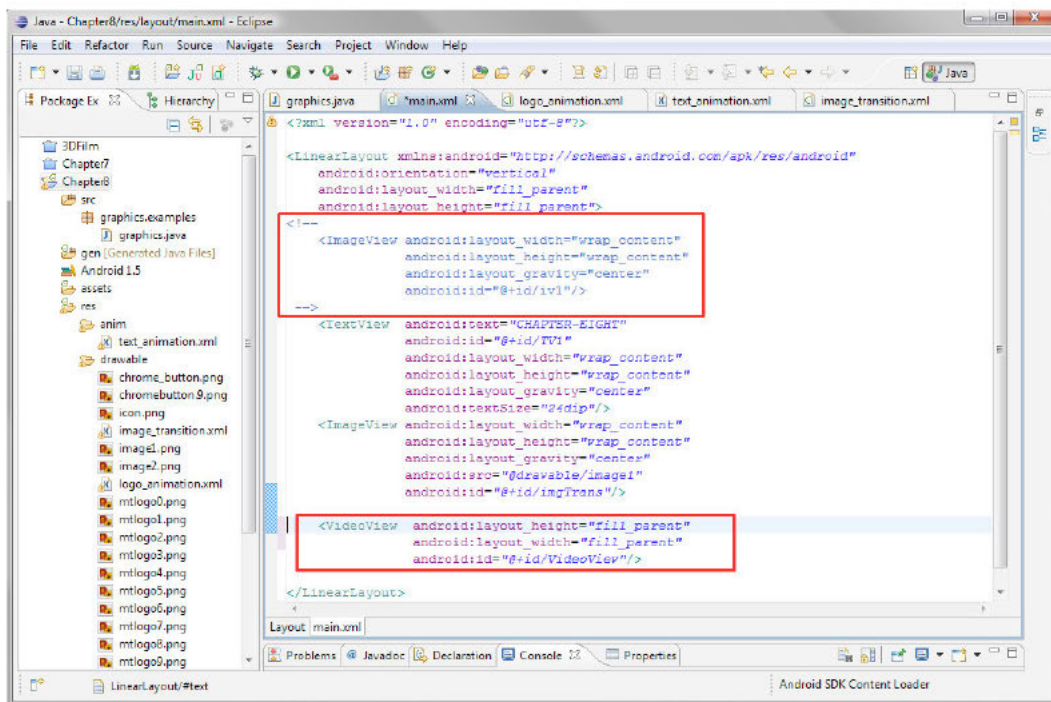 Java - Chapter8/res/layout/main.xml - Eclipse
File Edit Refactor Run Source Navigate Search Project Window Help
Java
Package Ex Hierarchy
graphics.java *main.xml logo_animation.xml text_animation.xml image_transition.xml
3DFilm
Chapter7
Chapter8
src
graphics.examples
graphics.java
gen [Generated Java Files]
Android 1.5
assets
res
anim
text_animation.xml
drawable
chrome_button.png
chromebutton.9.png
icon.png
image_transition.xml
image1.png
image2.png
logo_animation.xml
mtlogo0.png
mtlogo1.png
mtlogo2.png
mtlogo3.png
mtlogo4.png
mtlogo5.png
mtlogo6.png
mtlogo7.png
mtlogo8.png
mtlogo9.png
<?xml version="1.0" encoding="utf-8"?>
<LinearLayout xmlns:android="http://schemas.android.com/apk/res/android"
android:orientation="vertical"
android:layout_width="fill_parent"
android:layout_height="fill_parent">
<!--
<ImageView android:layout_width="wrap_content"
android:layout_height="wrap_content"
android:layout_gravity="center"
android:id="@+id/iv1"/>
-->
<TextView android:text="CHAPTER-EIGHT"
android:id="@+id/TV1"
android:layout_width="wrap_content"
android:layout_height="wrap_content"
android:layout_gravity="center"
android:textSize="24dip"/>
<ImageView android:layout_width="wrap_content"
android:layout_height="wrap_content"
android:layout_gravity="center"
android:src="@drawable/image1"
android:id="@+id/imgTrans"/>
<VideoView android:layout_height="fill_parent"
android:layout_width="fill_parent"
android:id="@+id/VideoView"/>
</LinearLayout>
Layout main.xml
Problems Javadoc Declaration Console Properties
LinearLayout/#text
Android SDK Content Loader